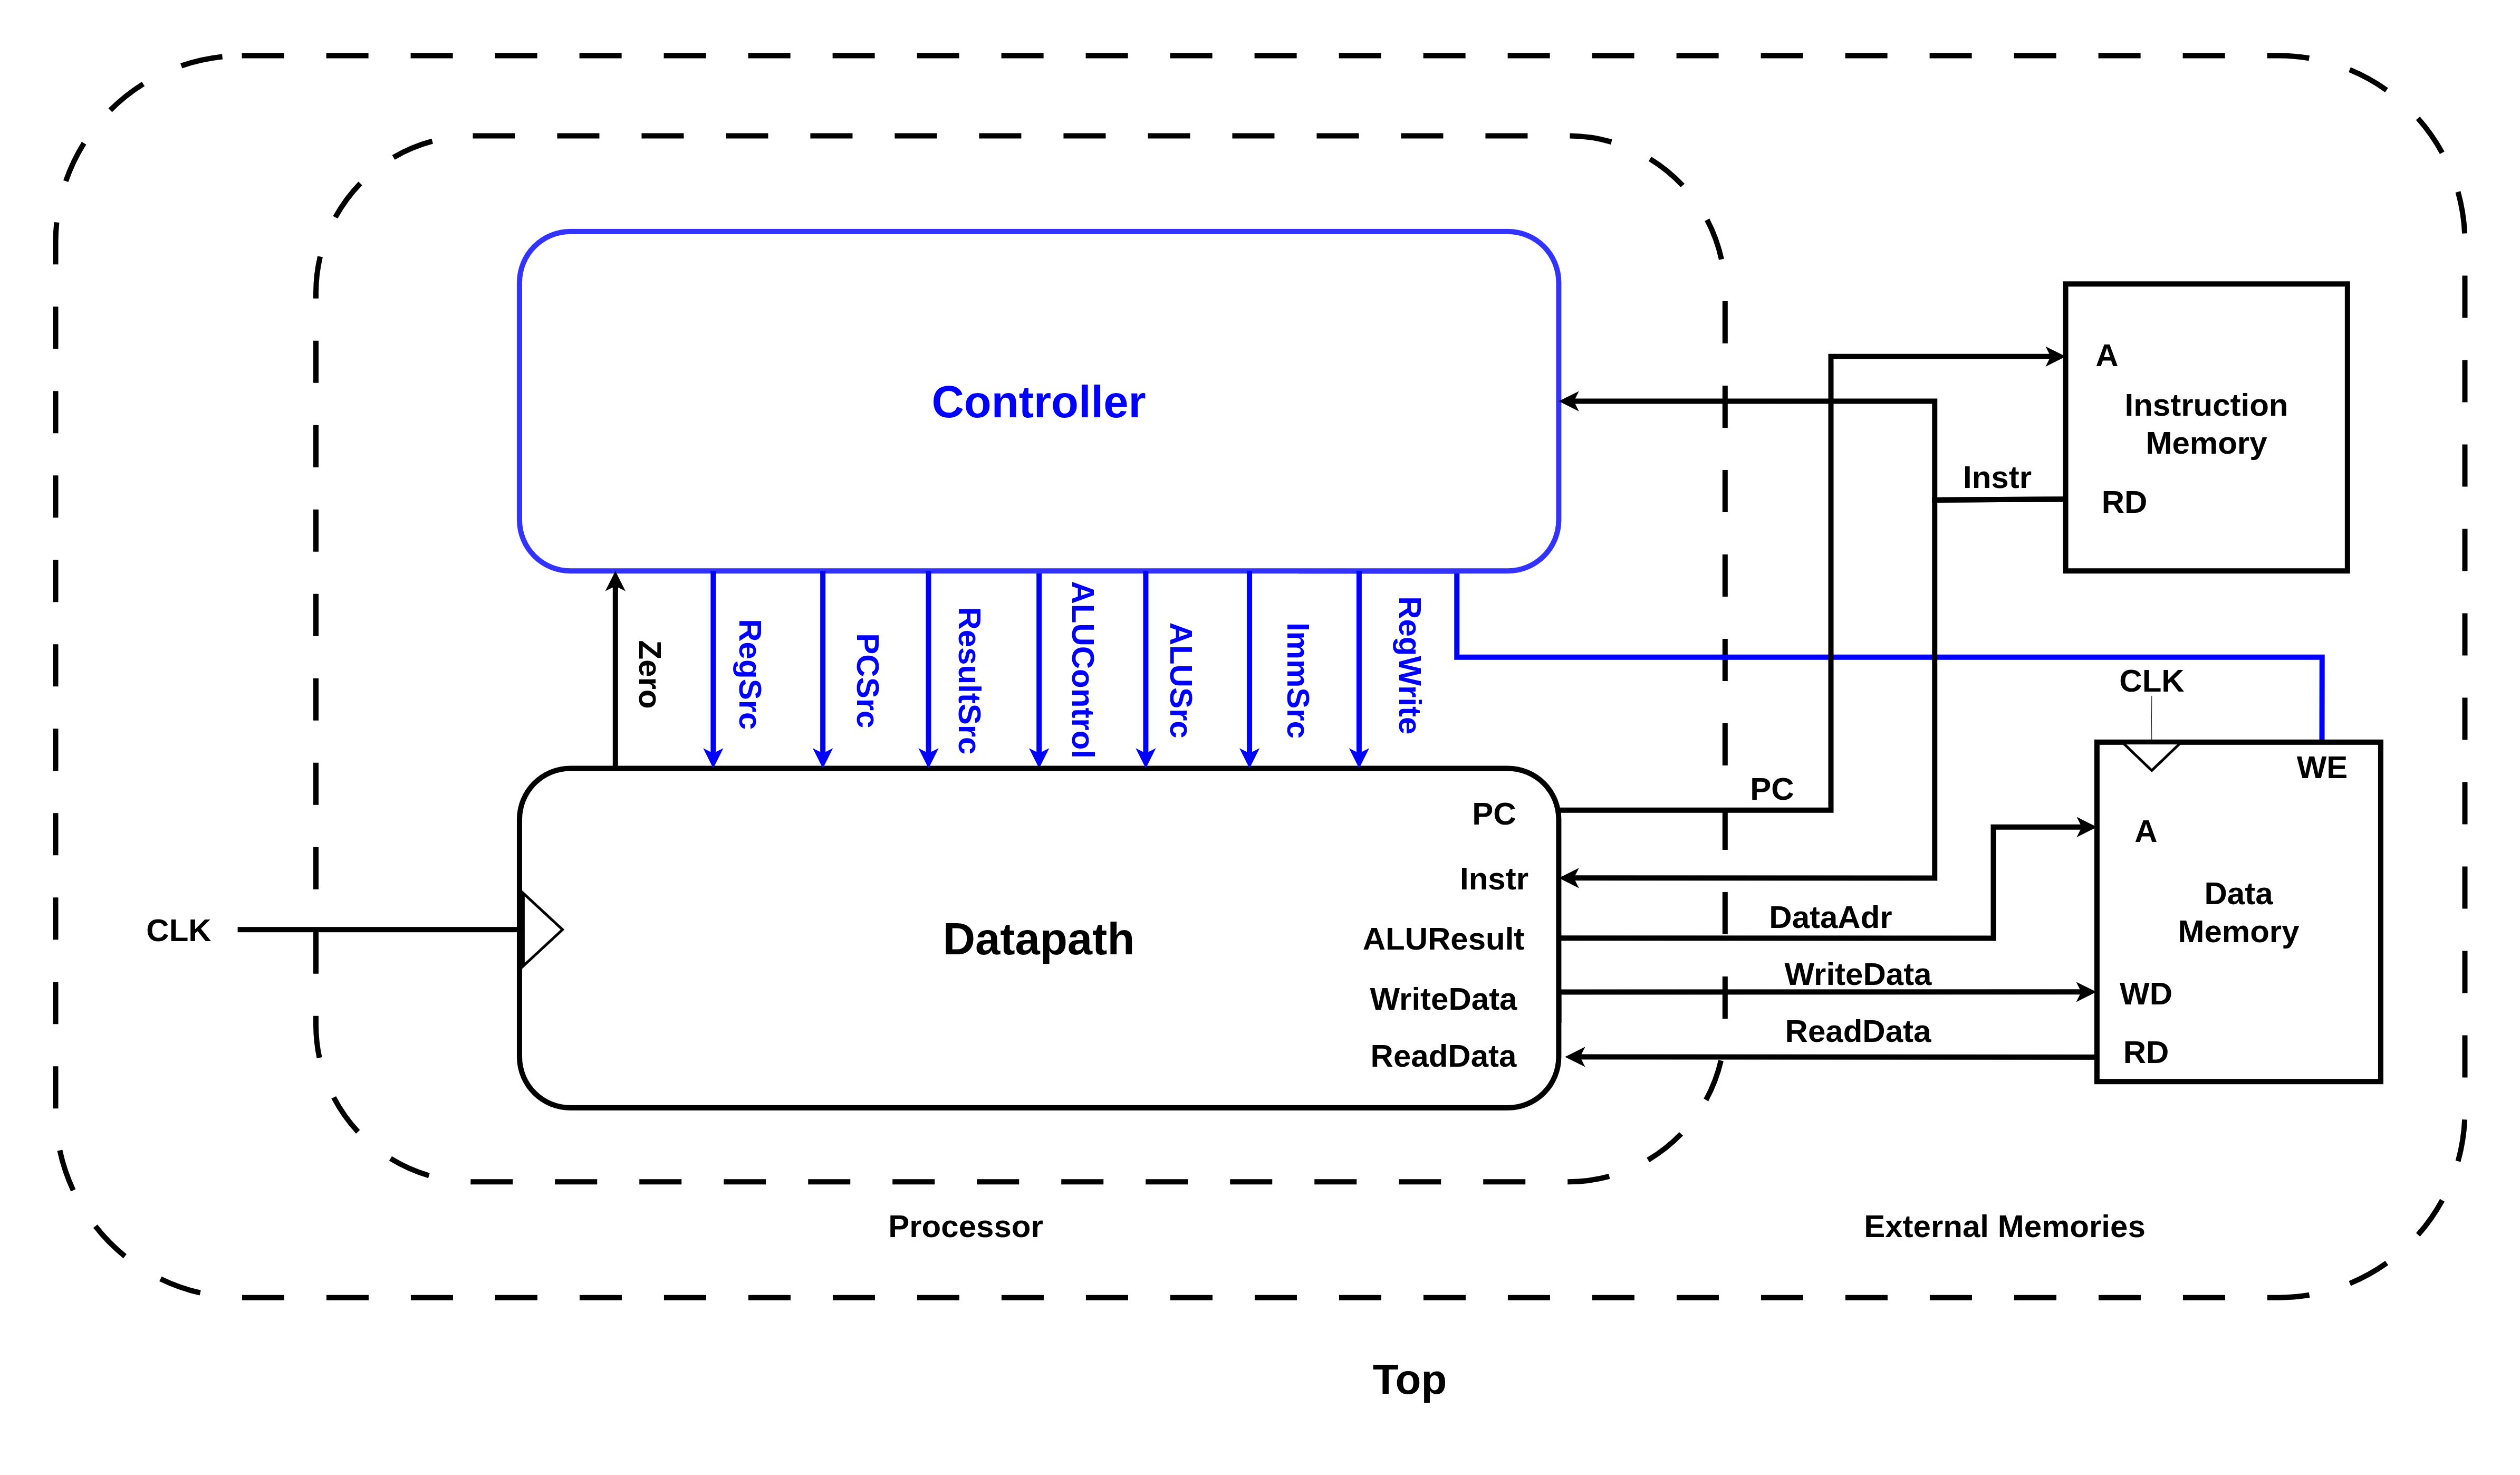 Controller
A
Instruction
Memory
Instr
RD
Zero
RegSrc
PCSrc
ResultSrc
ALUControl
ALUSrc
ImmSrc
RegWrite
CLK
WE
PC
PC
A
Instr
DataAdr
Data
Memory
CLK
Datapath
ALUResult
WriteData
WriteData
WD
ReadData
ReadData
RD
Processor
External Memories
Top